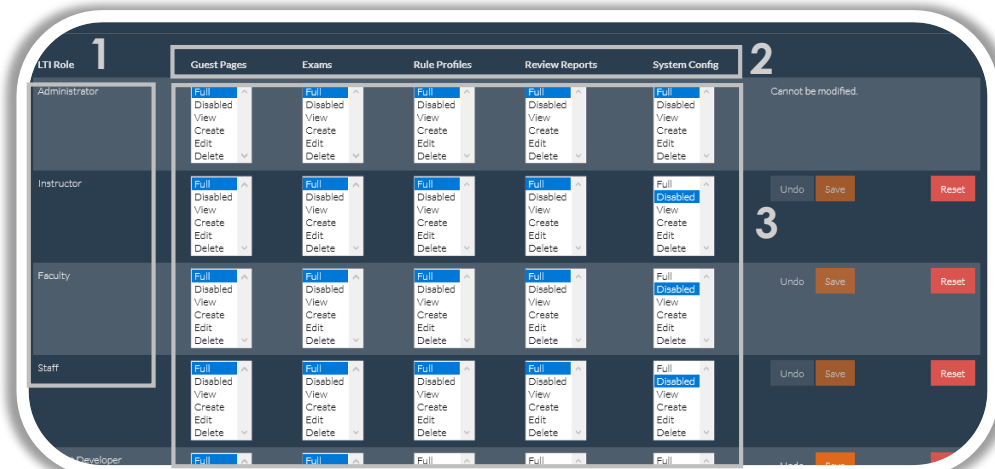 1
2
LTI Role Guest Pages Exams Rule Profiles Review Reports System Config
Administrator Full Full Full Full Full Cannot be modified.
Disabled Disabled Disabled Disabled Disabled
View View View View View
Create Create Create Create Create
Edit Edit Edit Edit Edit
Delete Delete Delete Delete Delete
Instructor Full Full Full Full Full Undo Save Reset
Disabled Disabled Disabled Disabled Disabled
View View View View View
3
Create Create Create Create Create
Edit Edit Edit Edit Edit
Delete Delete Delete Delete Delete
Faculty Full Full Full Full Full Undo Save Reset
Disabled Disabled Disabled Disabled Disabled
View View View View View
Create Create Create Create Create
Edit Edit Edit Edit Edit
Delete Delete Delete Delete Delete
Staff Full Full Full Full Full Undo Save Reset
Disabled Disabled Disabled Disabled Disabled
View View View View View
Create Create Create Create Create
Edit Edit Edit Edit Edit
Delete Delete Delete Delete Delete
Developer Full Full Full Full Full Undo Save